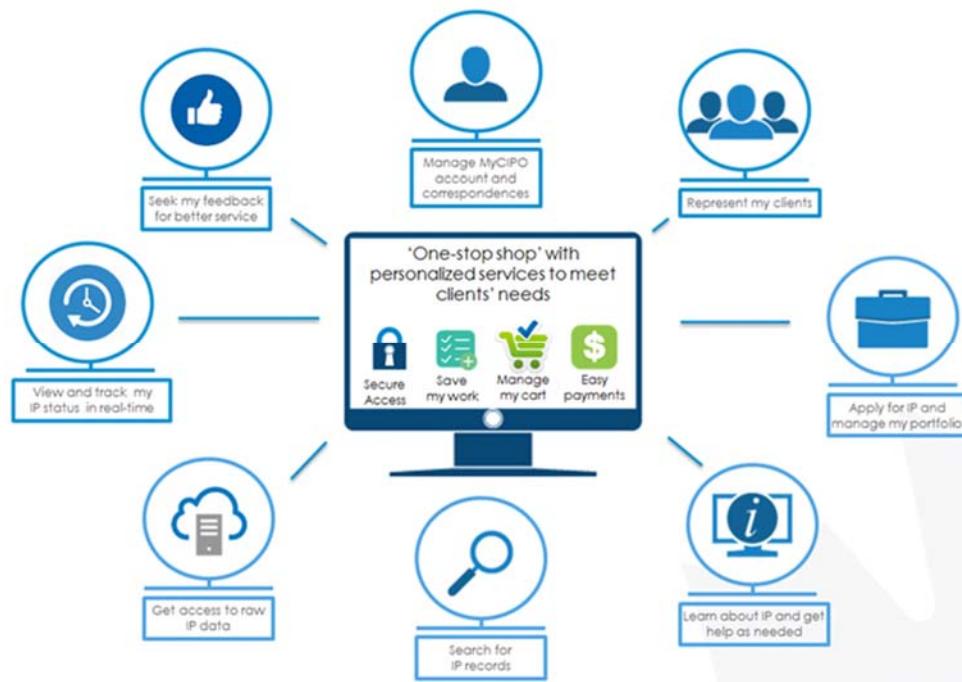 Manage MyCIPO
account and
correspondences
Seek my feedback
for better service
Represent my clients
'One-stop shop' with
personalized services to meet
clients' needs
Secure
Access
Save
my work
Manage
my cart
$
Easy
payments
View and track my
IP status in real-time
Apply for IP and
manage my portfolio
i
Get access to raw
IP data
Learn about IP and get
help as needed
Search for
IP records